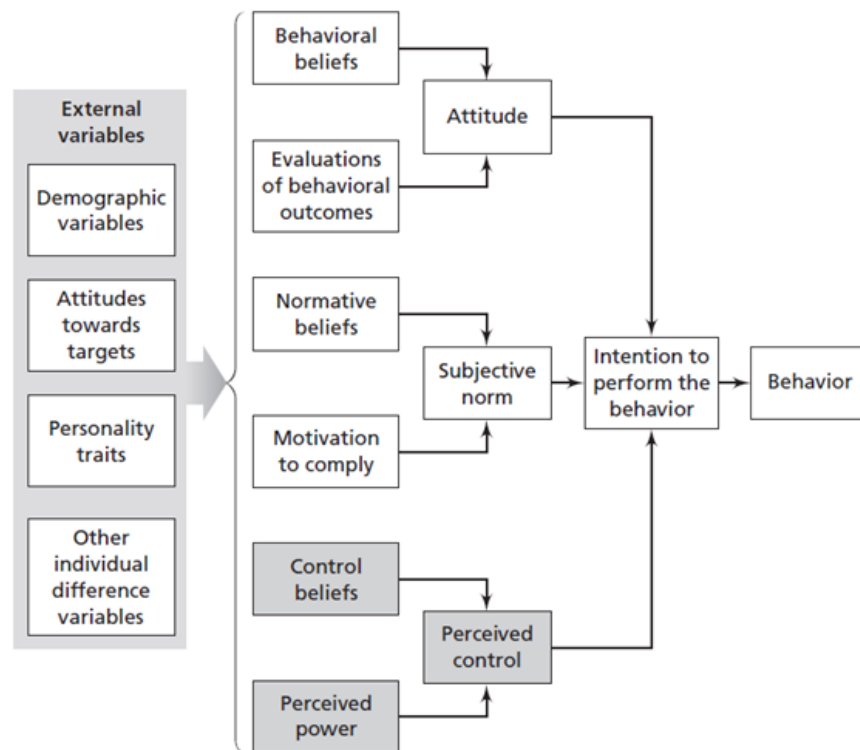 External
variables
Demographic
variables
Attitudes
towards
targets
Personality
traits
Other
individual
difference
variables
Behavioral
beliefs
Evaluations
of behavioral
outcomes
Attitude
Normative
beliefs
Motivation
to comply
Subjective
norm
Control
beliefs
Perceived
power
Perceived
control
Intention to
perform the
behavior
Behavior